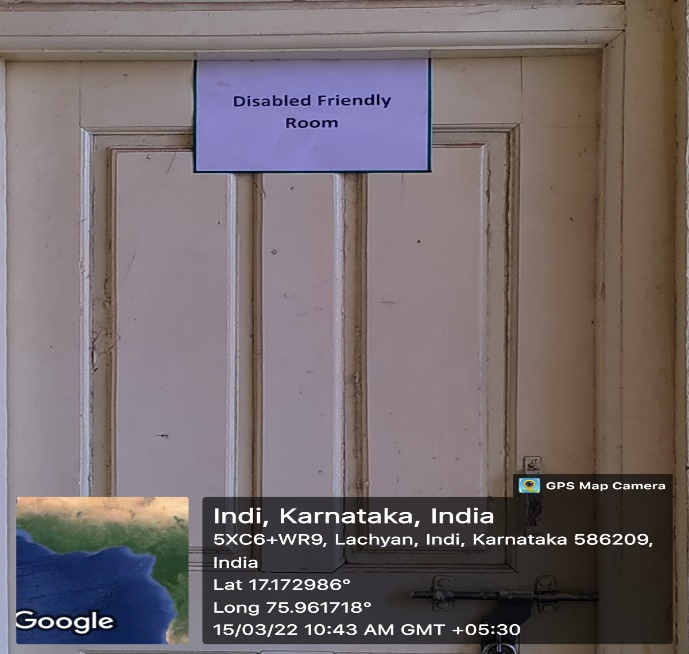 Disabled Friendly
Room
GPS Map Camera
Indi, Karnataka, India
5XC6+WR9, Lachyan, Indi, Karnataka 586209,
India
Lat 17.172986°
Long 75.961718°
15/03/22 10:43 AM GMT +05:30
Google